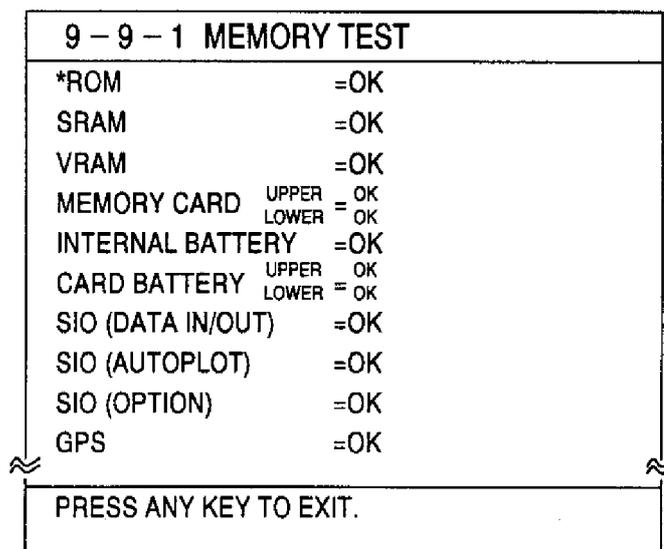 9 – 9 – 1 MEMORY TEST
*ROM =OK
SRAM =OK
VRAM =OK
MEMORY CARD UPPER LOWER = OK OK
INTERNAL BATTERY =OK
CARD BATTERY UPPER LOWER = OK OK
SIO (DATA IN/OUT) =OK
SIO (AUTOPLOT) =OK
SIO (OPTION) =OK
GPS =OK
PRESS ANY KEY TO EXIT.